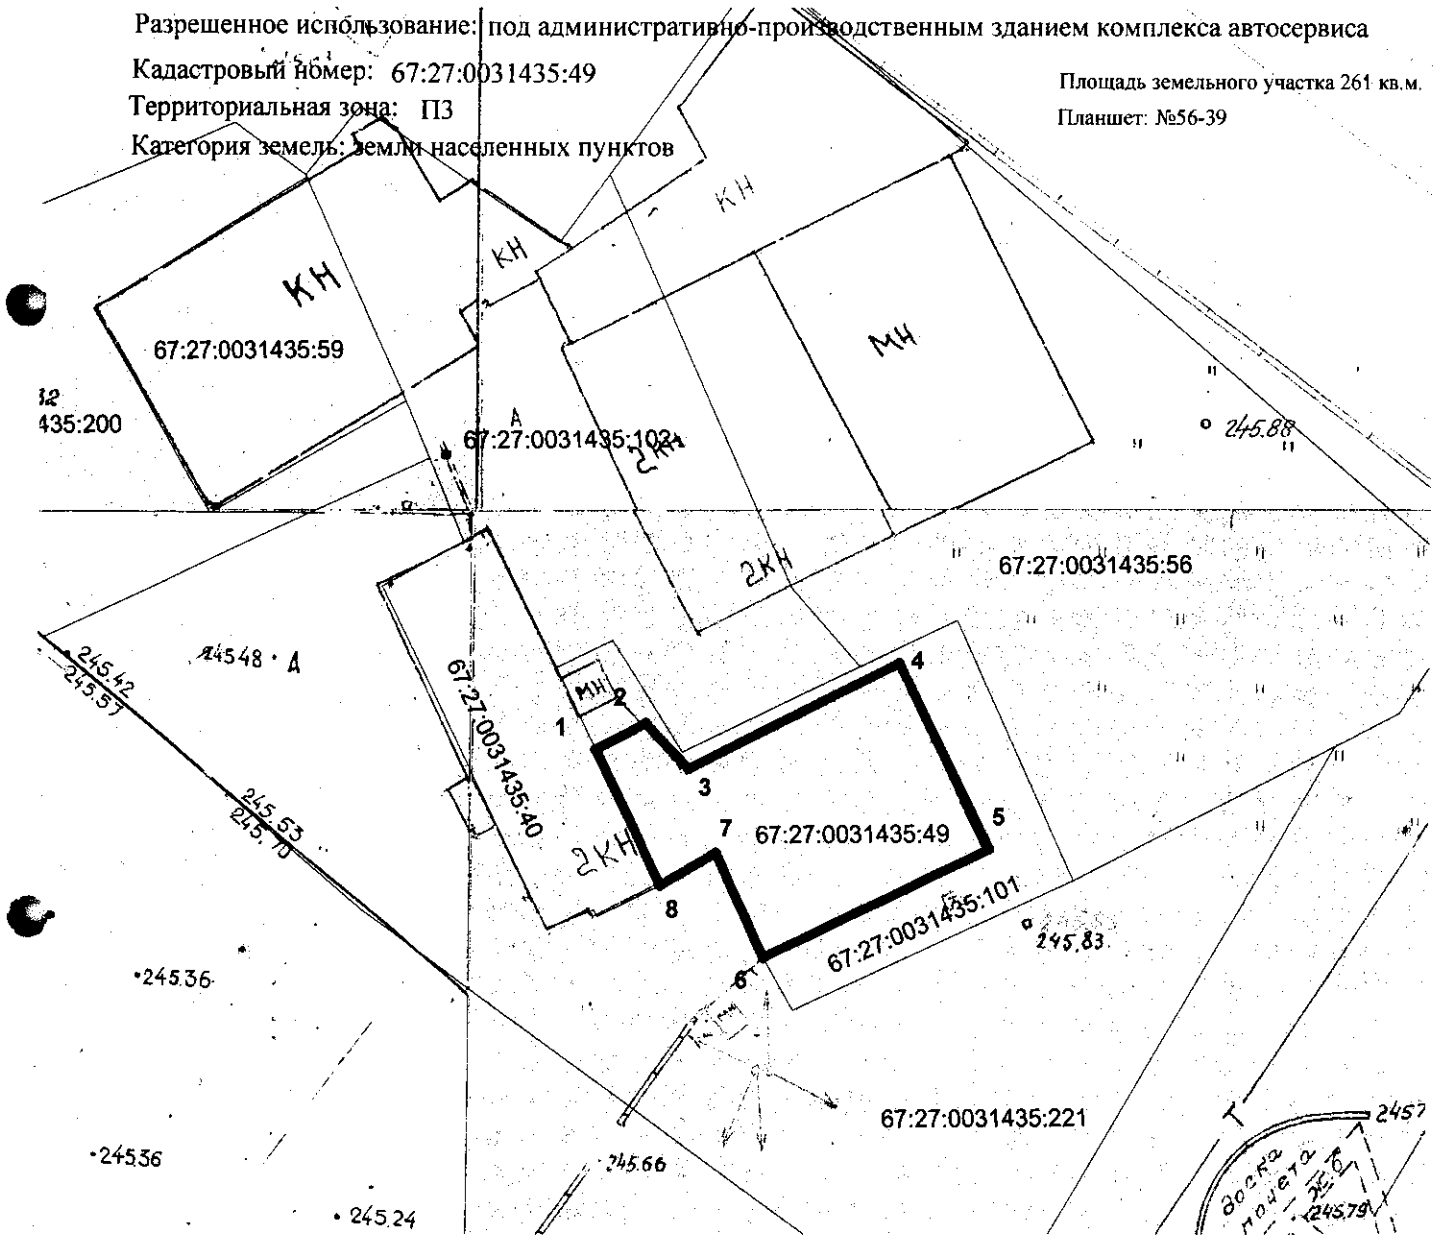 Разрешенное использование: под административно-производственным зданием комплекса автосервиса
Кадастровый номер: 67:27:0031435:49
Площадь земельного участка 261 кв.м.
Территориальная зона: П3
Планшет: №56-39
Категория земель: земли населенных пунктов
КН
КН
КН
67:27:0031435:59
МН
435:200
А
67:27:0031435:102
2КН
245.88
2КН
67:27:0031435:56
245.42
245.57
24548
А
67:27:0031435:40
МН
2
1
4
3
7
5
67:27:0031435:49
245.53
245.70
2КН
8
67:27:0031435:101
245.83
6
245.36
МН
67:27:0031435:221
Т
2457
245.36
245.66
доска
почета
245.79
245.24